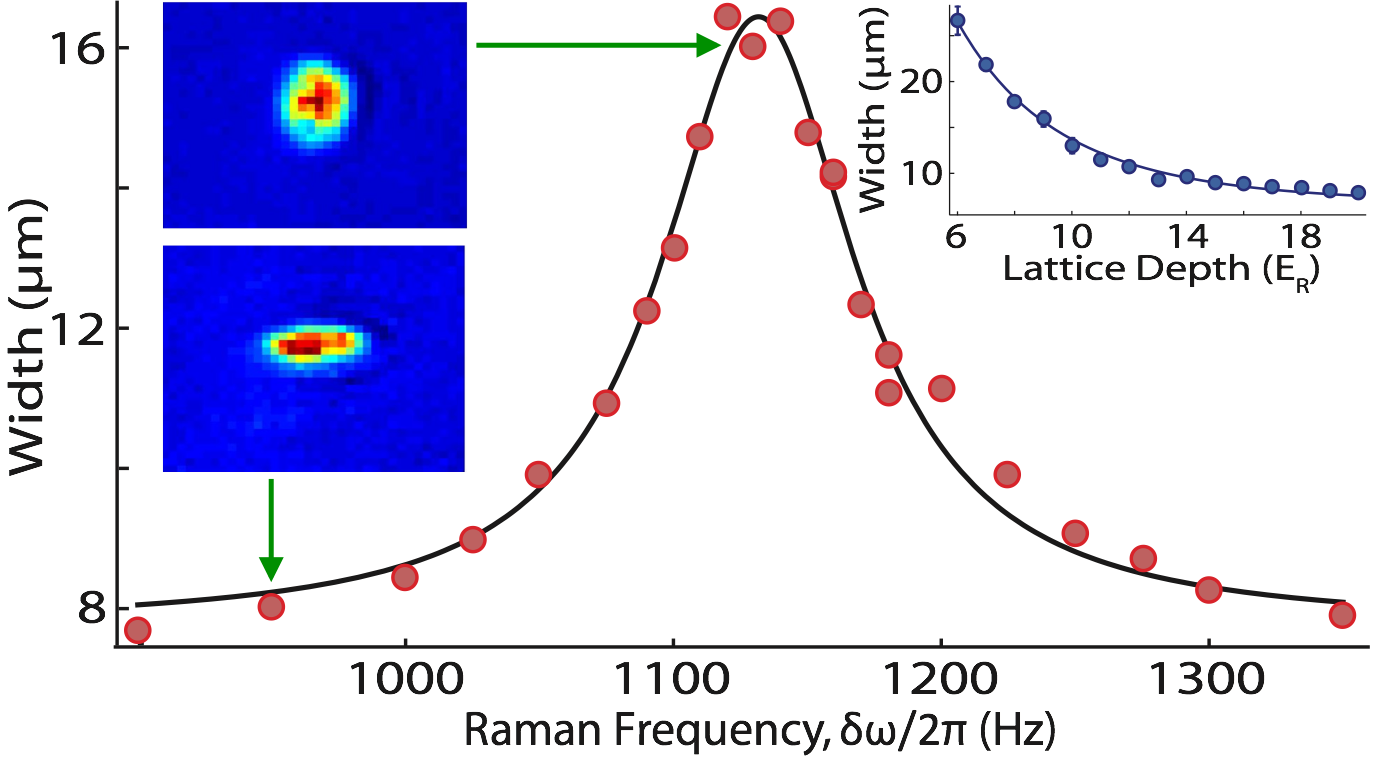 16
12
8
Width (μm)
1000 1100 1200 1300
Raman Frequency, δω/2π (Hz)
20
10
Width (μm)
6 10 14 18
Lattice Depth (E_R)